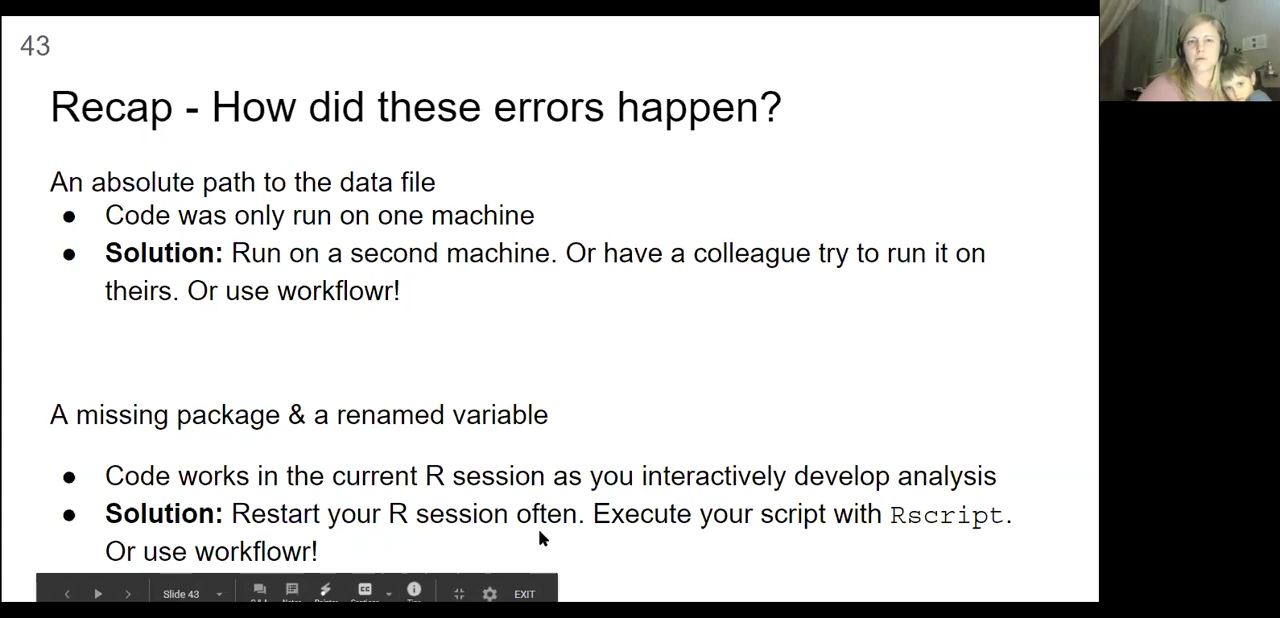 43
Recap - How did these errors happen?
An absolute path to the data file
● Code was only run on one machine
● Solution: Run on a second machine. Or have a colleague try to run it on
theirs. Or use workflowr!
A missing package & a renamed variable
● Code works in the current R session as you interactively develop analysis
● Solution: Restart your R session often. Execute your script with Rscript.
Or use workflowr!
Slide 43
CC
EXIT